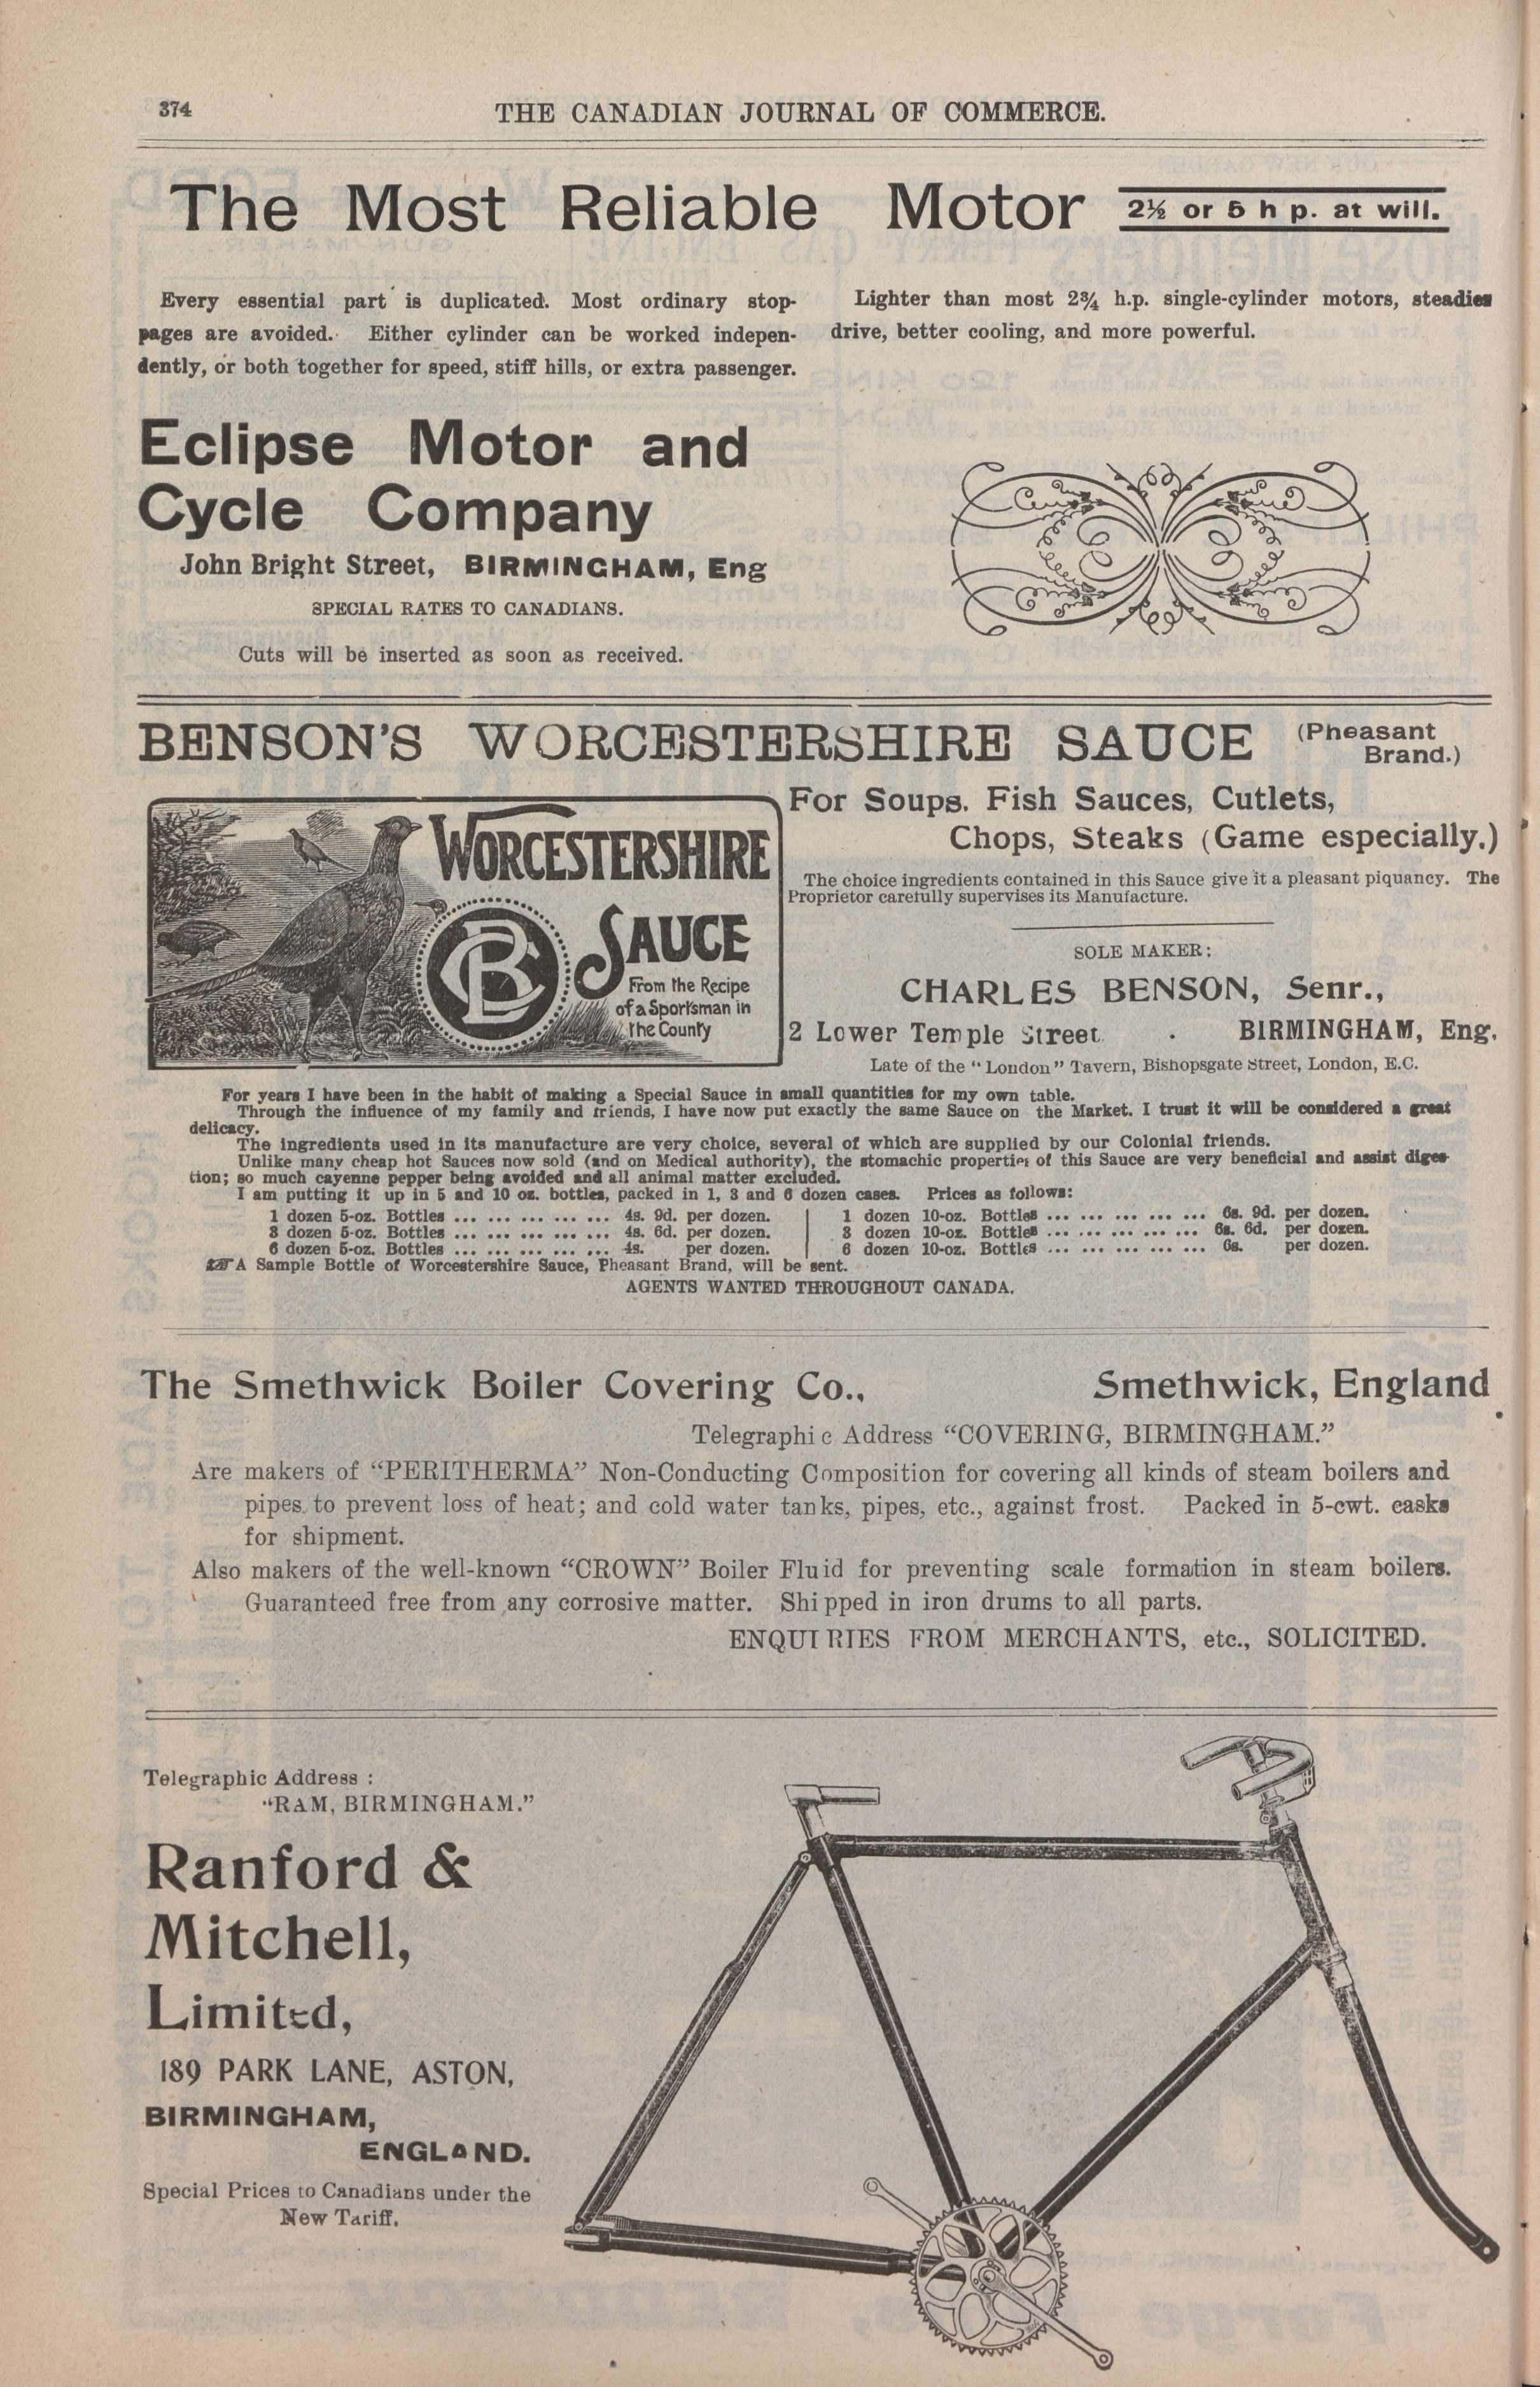 374
THE CANADIAN JOURNAL OF COMMERCE.
The Most Reliable Motor 2½ or 5 h p. at will.
Every essential part is duplicated. Most ordinary stop-
pages are avoided. Either cylinder can be worked indepen-
dently, or both together for speed, stiff hills, or extra passenger.
Lighter than most 2¾ h.p. single-cylinder motors, steadies
drive, better cooling, and more powerful.
Eclipse Motor and
Cycle Company
John Bright Street, BIRMINGHAM, Eng
SPECIAL RATES TO CANADIANS.
Cuts will be inserted as soon as received.
BENSON'S WORCESTERSHIRE SAUCE (Pheasant
Brand.)
WORCESTERSHIRE
SAUCE
CB
From the Recipe
of a Sportsman in
the County
For Soups. Fish Sauces, Cutlets,
Chops, Steaks (Game especially.)
The choice ingredients contained in this Sauce give it a pleasant piquancy. The
Proprietor carefully supervises its Manufacture.
SOLE MAKER:
CHARLES BENSON, Senr.,
2 Lower Temple Street. . BIRMINGHAM, Eng.
Late of the "London" Tavern, Bishopsgate Street, London, E.C.
For years I have been in the habit of making a Special Sauce in small quantities for my own table.
Through the influence of my family and friends, I have now put exactly the same Sauce on the Market. I trust it will be considered a great
delicacy.
The ingredients used in its manufacture are very choice, several of which are supplied by our Colonial friends.
Unlike many cheap hot Sauces now sold (and on Medical authority), the stomachic properties of this Sauce are very beneficial and assist diges-
tion; so much cayenne pepper being avoided and all animal matter excluded.
I am putting it up in 5 and 10 oz. bottles, packed in 1, 3 and 6 dozen cases. Prices as follows:
1 dozen 5-oz. Bottles ... ... ... ... ... 4s. 9d. per dozen.
3 dozen 5-oz. Bottles ... ... ... ... ... 4s. 6d. per dozen.
6 dozen 5-oz. Bottles ... ... ... ... ... 4s. per dozen.
1 dozen 10-oz. Bottles ... ... ... ... ... 6s. 9d. per dozen.
3 dozen 10-oz. Bottles ... ... ... ... ... 6s. 6d. per dozen.
6 dozen 10-oz. Bottles ... ... ... ... ... 6s. per dozen.
☞ A Sample Bottle of Worcestershire Sauce, Pheasant Brand, will be sent.
AGENTS WANTED THROUGHOUT CANADA.
The Smethwick Boiler Covering Co., Smethwick, England
Telegraphic Address "COVERING, BIRMINGHAM."
Are makers of "PERITHERMA" Non-Conducting Composition for covering all kinds of steam boilers and
pipes to prevent loss of heat; and cold water tanks, pipes, etc., against frost. Packed in 5-cwt. casks
for shipment.
Also makers of the well-known "CROWN" Boiler Fluid for preventing scale formation in steam boilers.
Guaranteed free from any corrosive matter. Shipped in iron drums to all parts.
ENQUIRIES FROM MERCHANTS, etc., SOLICITED.
Telegraphic Address :
"RAM, BIRMINGHAM."
Ranford &
Mitchell,
Limited,
189 PARK LANE, ASTON,
BIRMINGHAM,
ENGLAND.
Special Prices to Canadians under the
New Tariff.